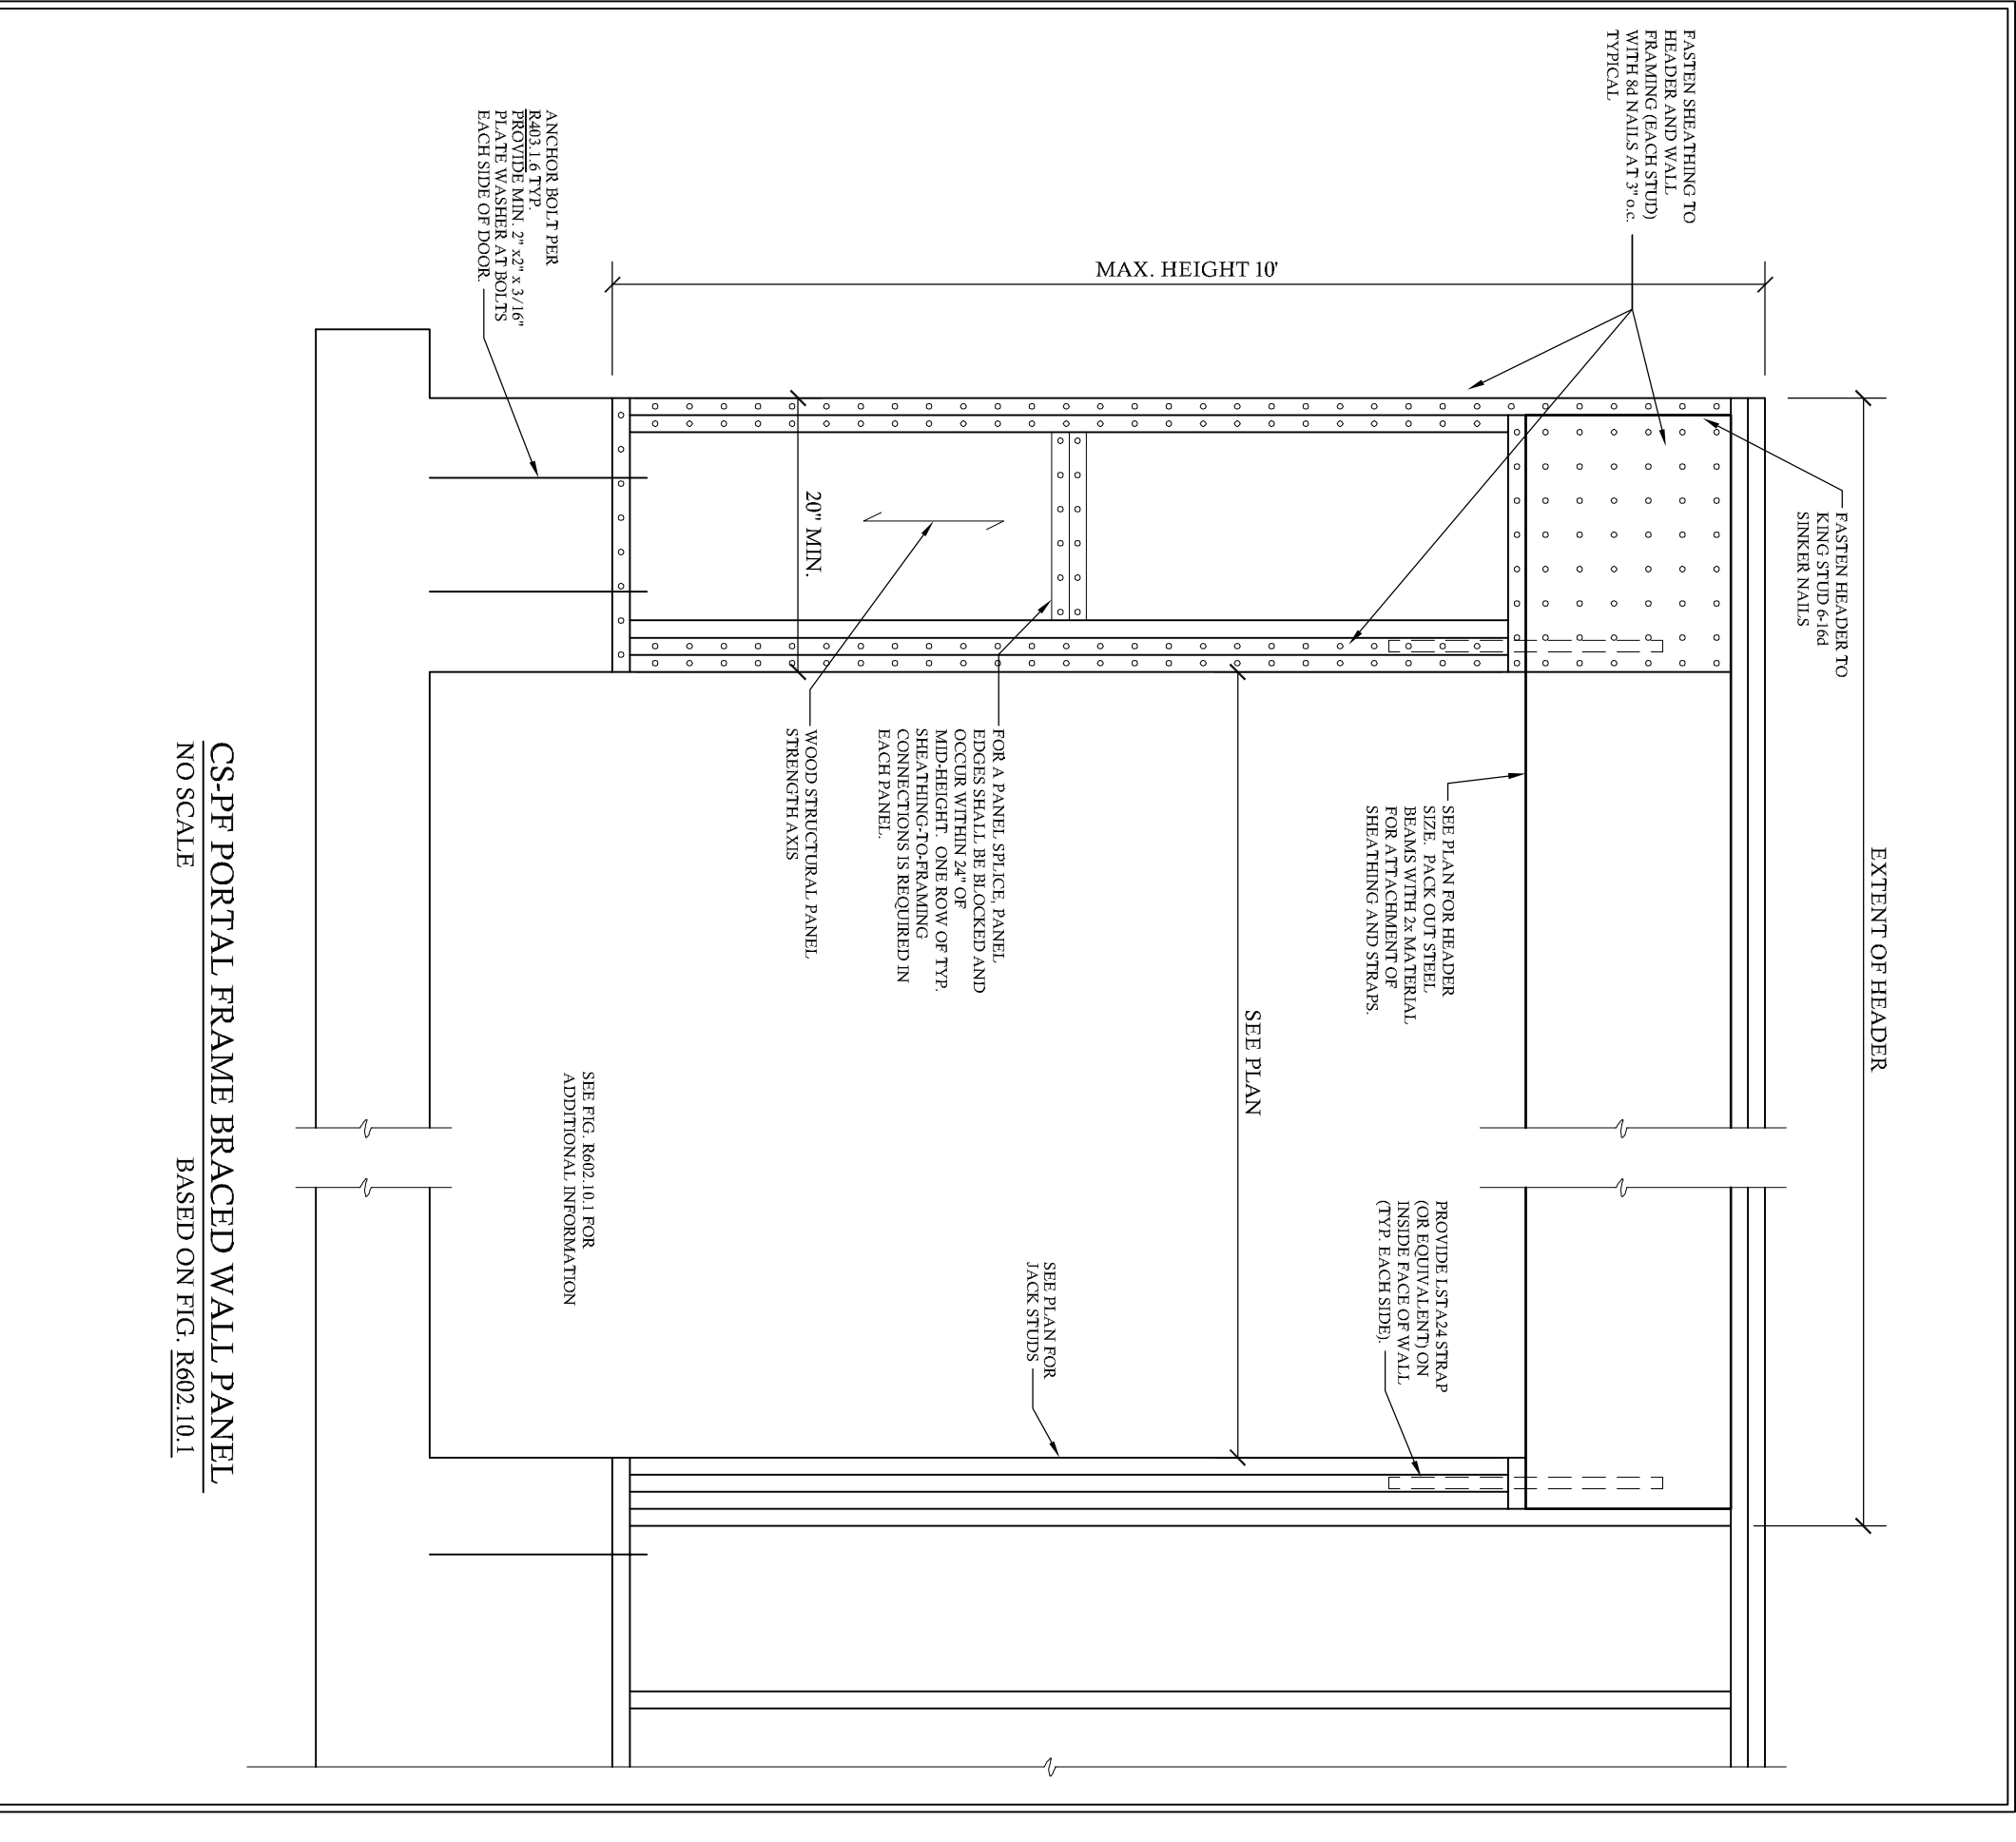 EXTENT OF HEADER
FASTEN SHEATHING TO
HEADER AND WALL
FRAMING (EACH STUD)
WITH 8d NAILS AT 3" o.c.
TYPICAL
FASTEN HEADER TO
KING STUD 6-16d
SINKER NAILS
MAX. HEIGHT 10'
SEE PLAN FOR HEADER
SIZE. PACK OUT STEEL
BEAMS WITH 2x MATERIAL
FOR ATTACHMENT OF
SHEATHING AND STRAPS.
PROVIDE LSTA24 STRAP
(OR EQUIVALENT) ON
INSIDE FACE OF WALL
(TYP. EACH SIDE).
SEE PLAN
SEE PLAN FOR
JACK STUDS
FOR A PANEL SPLICE, PANEL
EDGES SHALL BE BLOCKED AND
OCCUR WITHIN 24" OF
MID-HEIGHT. ONE ROW OF TYP.
SHEATHING-TO-FRAMING
CONNECTIONS IS REQUIRED IN
EACH PANEL.
20" MIN.
WOOD STRUCTURAL PANEL
STRENGTH AXIS
ANCHOR BOLT PER
R403.1.6 TYP.
PROVIDE MIN. 2" x2" x 3/16"
PLATE WASHER AT BOLTS
EACH SIDE OF DOOR.
SEE FIG. R602.10.1 FOR
ADDITIONAL INFORMATION
CS-PF PORTAL FRAME BRACED WALL PANEL
NO SCALE BASED ON FIG. R602.10.1